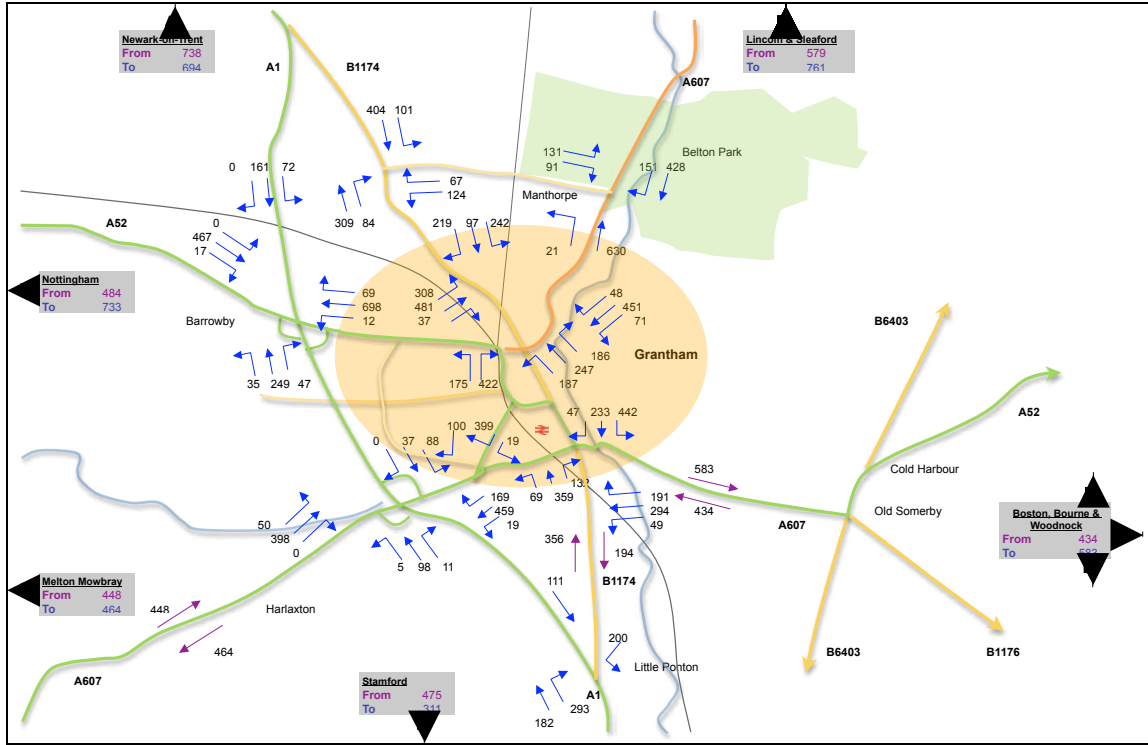 Newark-on-Trent
From 738
To 694
Lincoln & Sleaford
From 579
To 761
A1
B1174
A607
404 101
131
91
Belton Park
151 428
0 161 72
67
124
Manthorpe
309 84
A52
0
467
17
219 97 242
21
630
Nottingham
From 484
To 733
69
698
12
308
481
37
48
451
71
B6403
Barrowby
Grantham
186
247
187
35 249 47
175 422
A52
47 233 442
0 37 88
100 399
19
583
Cold Harbour
169
459
19
69 359
132
191
294
49
434
A607
Old Somerby
Boston, Bourne &
Woodnock
From 434
To 583
50
398
0
356
194
5 98 11
B1174
111
Melton Mowbray
From 448
To 464
448
Harlaxton
464
200
Little Ponton
B6403
B1176
A607
Stamford
From 475
To 311
A1
293
182